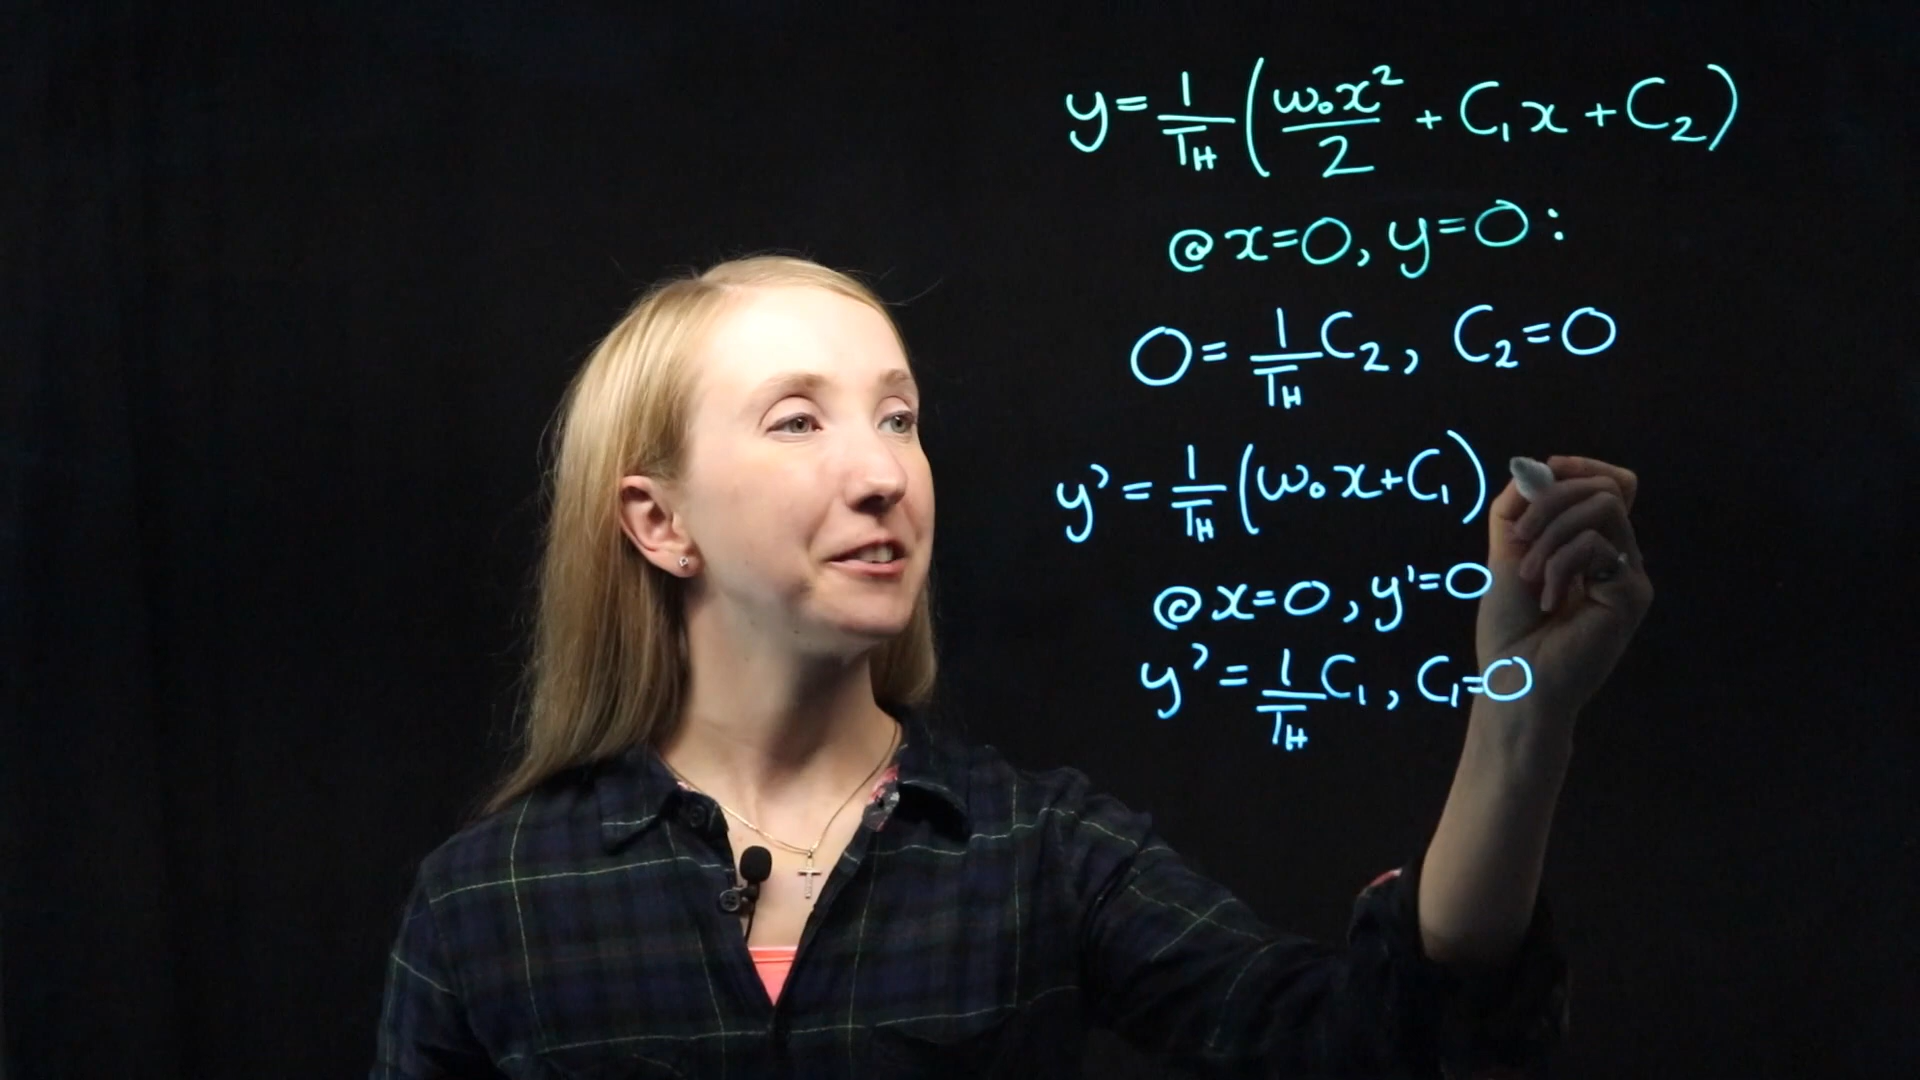 y = 1/T_H (w₀x²/2 + C₁x + C₂)
@ x=0, y=0:
0 = 1/T_H C₂, C₂=0
y' = 1/T_H (w₀x+C₁)
@ x=0, y'=0
y' = 1/T_H C₁, C₁=0